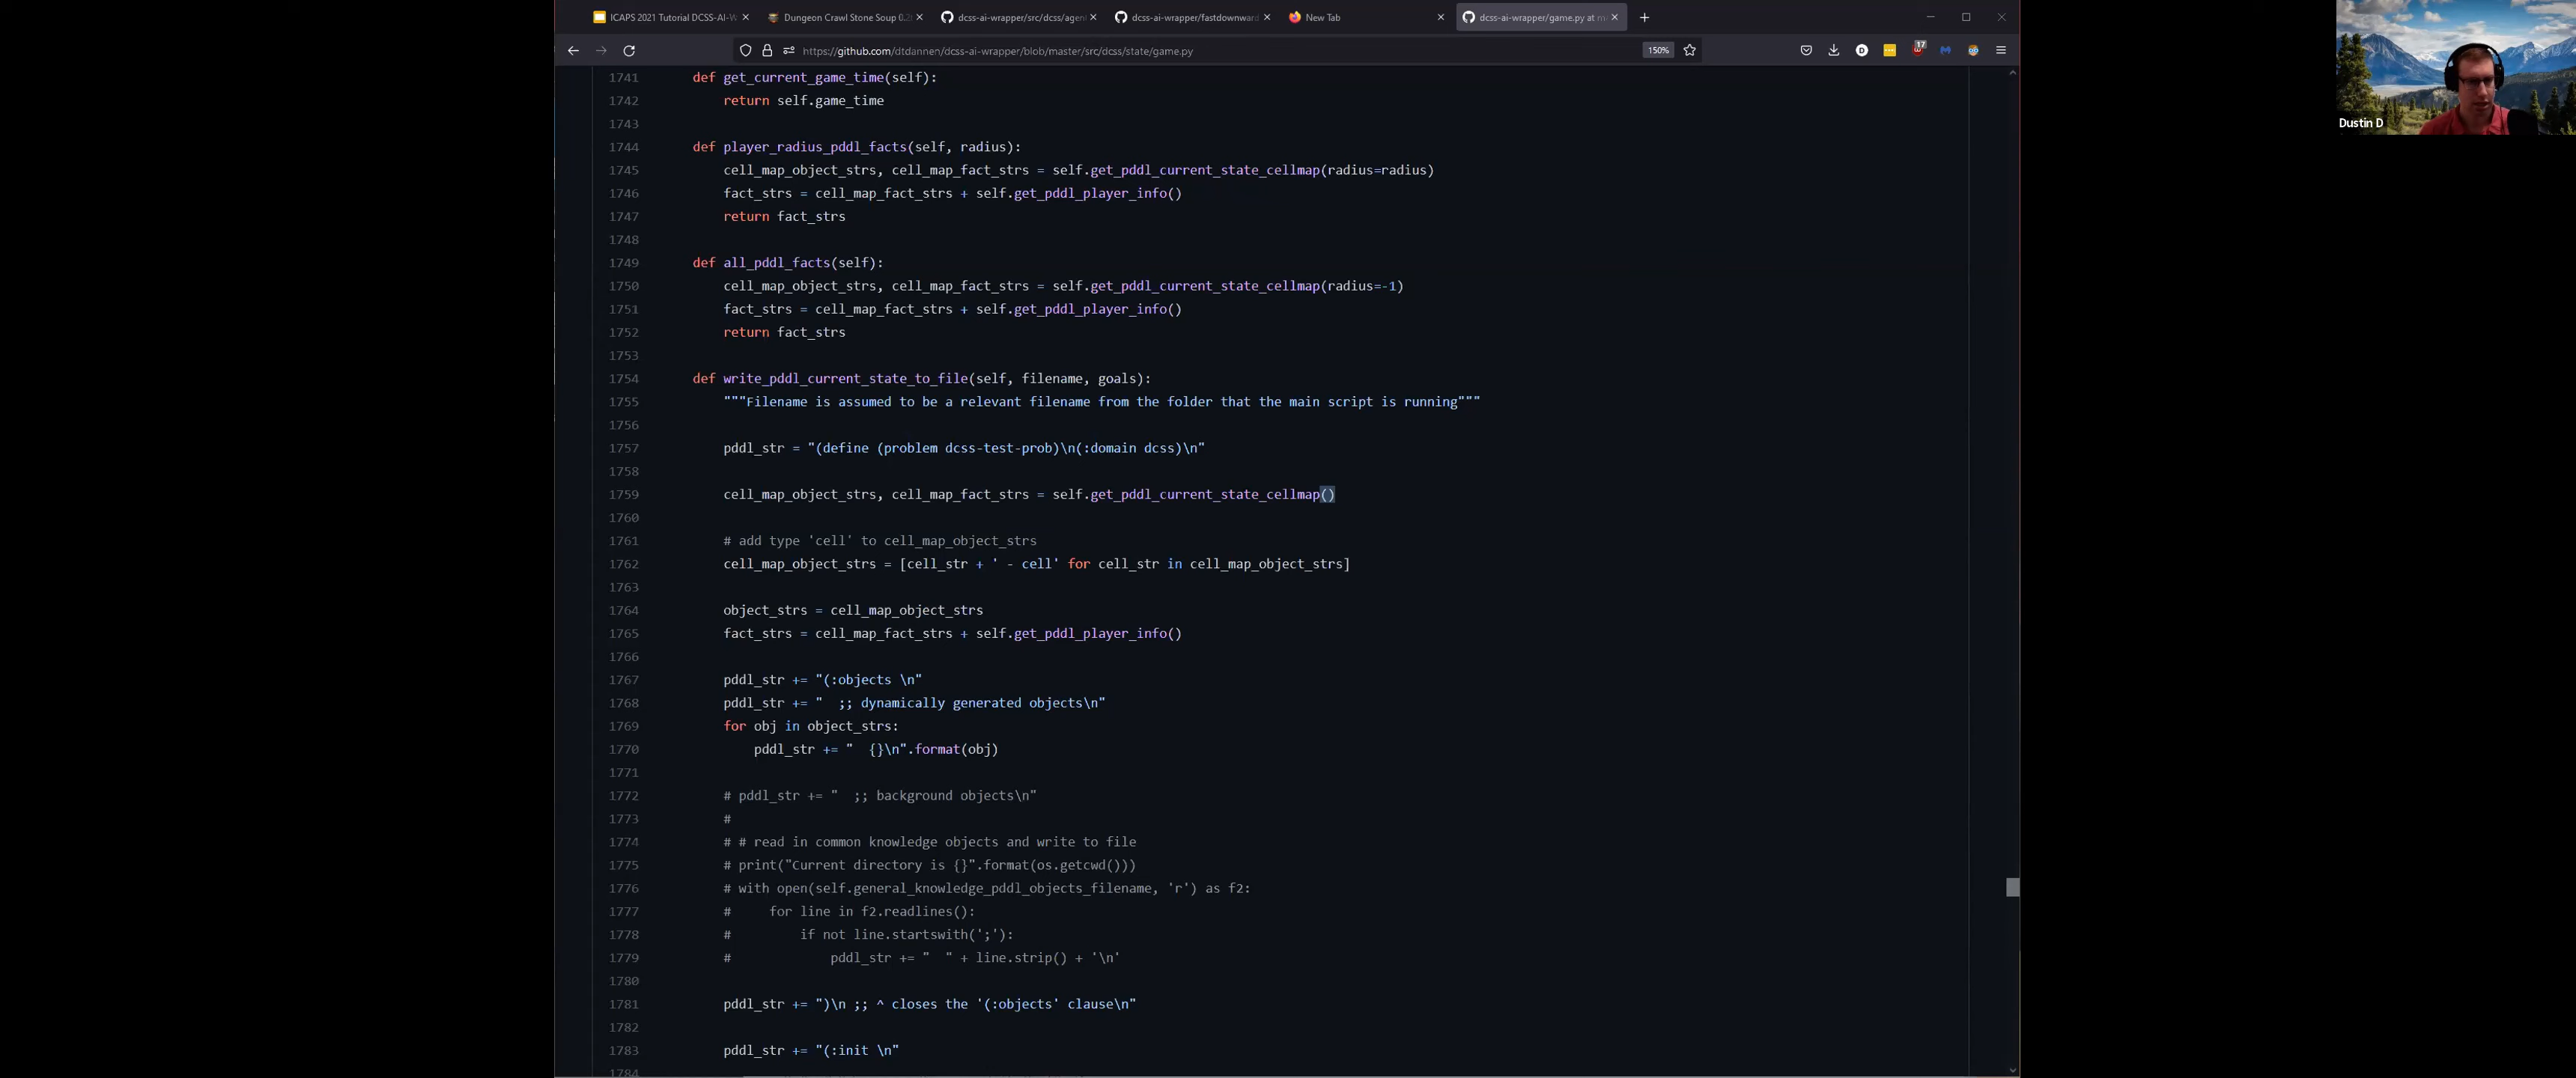 ICAPS 2021 Tutorial DCSS-AI-W
Dungeon Crawl Stone Soup 0.2
dcss-ai-wrapper/src/dcss/agen
dcss-ai-wrapper/fastdownward
New Tab
dcss-ai-wrapper/game.py at m
https://github.com/dtdannen/dcss-ai-wrapper/blob/master/src/dcss/state/game.py
150%
17
1741 def get_current_game_time(self):
1742 return self.game_time
1743
1744 def player_radius_pddl_facts(self, radius):
1745 cell_map_object_strs, cell_map_fact_strs = self.get_pddl_current_state_cellmap(radius=radius)
1746 fact_strs = cell_map_fact_strs + self.get_pddl_player_info()
1747 return fact_strs
1748
1749 def all_pddl_facts(self):
1750 cell_map_object_strs, cell_map_fact_strs = self.get_pddl_current_state_cellmap(radius=-1)
1751 fact_strs = cell_map_fact_strs + self.get_pddl_player_info()
1752 return fact_strs
1753
1754 def write_pddl_current_state_to_file(self, filename, goals):
1755 """Filename is assumed to be a relevant filename from the folder that the main script is running"""
1756
1757 pddl_str = "(define (problem dcss-test-prob)\n(:domain dcss)\n"
1758
1759 cell_map_object_strs, cell_map_fact_strs = self.get_pddl_current_state_cellmap()
1760
1761 # add type 'cell' to cell_map_object_strs
1762 cell_map_object_strs = [cell_str + ' - cell' for cell_str in cell_map_object_strs]
1763
1764 object_strs = cell_map_object_strs
1765 fact_strs = cell_map_fact_strs + self.get_pddl_player_info()
1766
1767 pddl_str += "(:objects \n"
1768 pddl_str += "  ;; dynamically generated objects\n"
1769 for obj in object_strs:
1770 pddl_str += "  {}\n".format(obj)
1771
1772 # pddl_str += "  ;; background objects\n"
1773 #
1774 # # read in common knowledge objects and write to file
1775 # print("Current directory is {}".format(os.getcwd()))
1776 # with open(self.general_knowledge_pddl_objects_filename, 'r') as f2:
1777 #     for line in f2.readlines():
1778 #         if not line.startswith(';'):
1779 #             pddl_str += "  " + line.strip() + '\n'
1780
1781 pddl_str += ")\n ;; ^ closes the '(:objects' clause\n"
1782
1783 pddl_str += "(:init \n"
1784
Dustin D